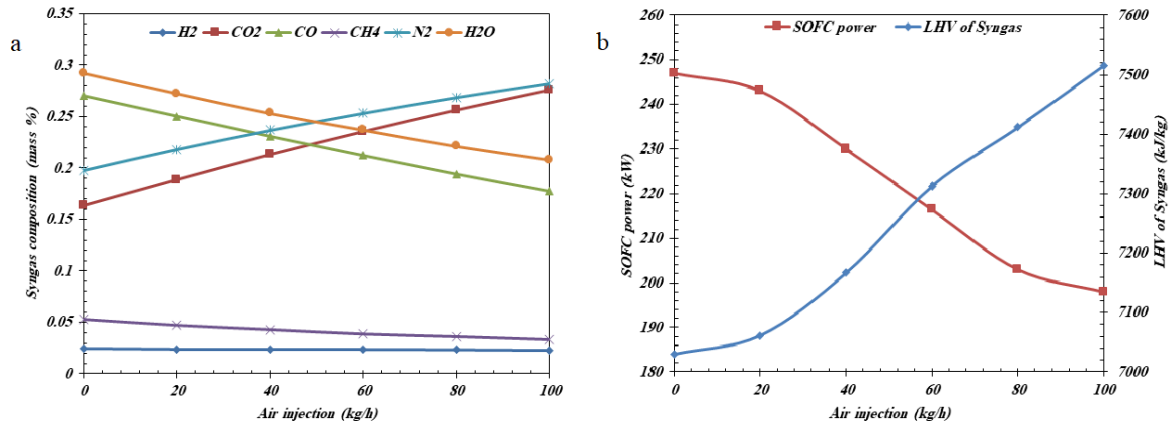 a
H2 CO2 CO CH4 N2 H2O
0.35
0.3
0.25
0.2
0.15
0.1
0.05
0
Syngas composition (mass %)
0 20 40 60 80 100
Air injection (kg/h)
b
SOFC power LHV of Syngas
260
250
240
230
220
210
200
190
180
SOFC power (kW)
7600
7500
7400
7300
7200
7100
7000
LHV of Syngas (kJ/kg)
0 20 40 60 80 100
Air injection (kg/h)